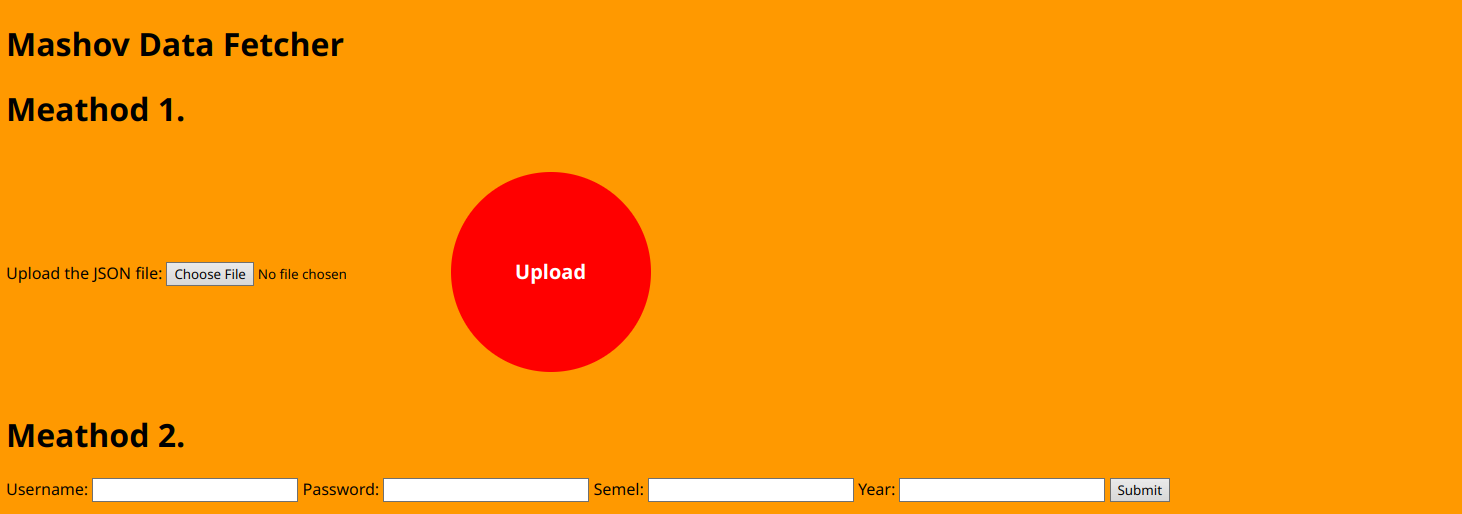 Mashov Data Fetcher
Meathod 1.
Upload the JSON file: Choose File No file chosen Upload
Meathod 2.
Username: Password: Semel: Year: Submit